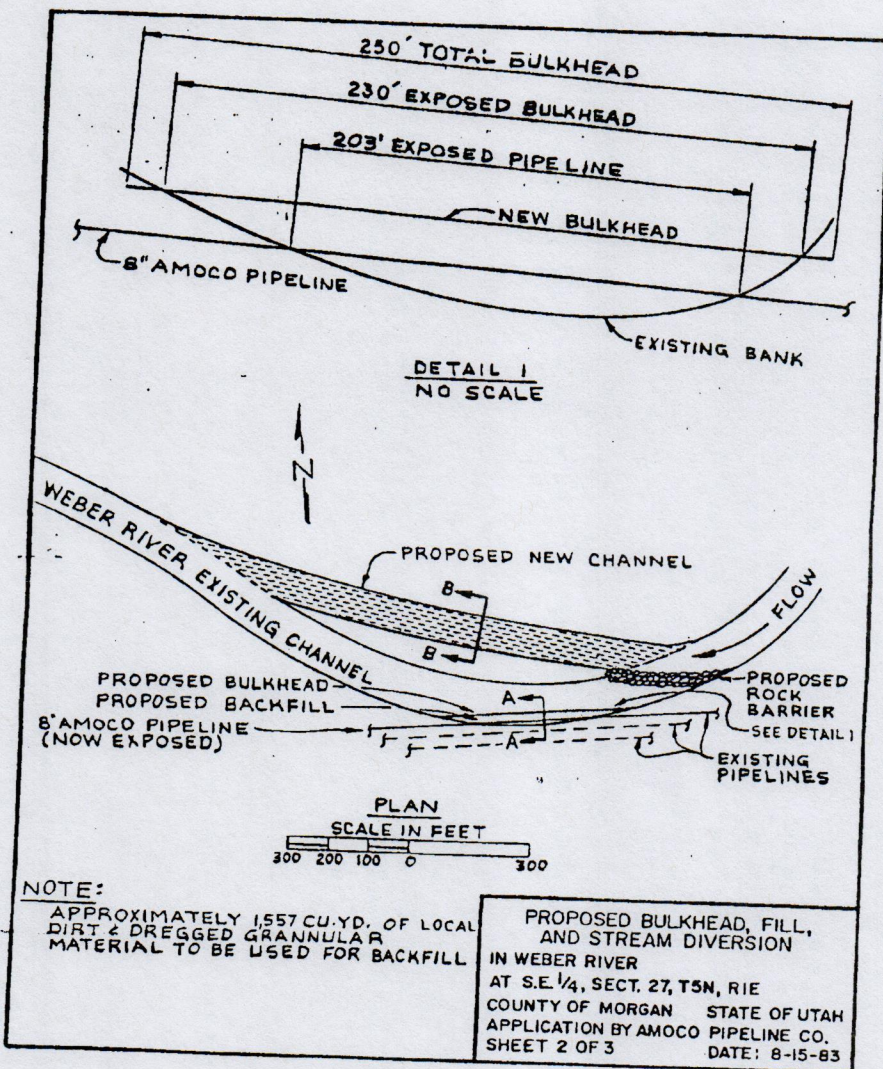 250' TOTAL BULKHEAD
230' EXPOSED BULKHEAD
203' EXPOSED PIPELINE
NEW BULKHEAD
8" AMOCO PIPELINE
EXISTING BANK
DETAIL 1
NO SCALE
N
WEBER RIVER EXISTING CHANNEL
PROPOSED NEW CHANNEL
B
B
FLOW
PROPOSED BULKHEAD
PROPOSED BACKFILL
8" AMOCO PIPELINE
(NOW EXPOSED)
A
A
PROPOSED
ROCK
BARRIER
SEE DETAIL 1
EXISTING
PIPELINES
PLAN
SCALE IN FEET
300 200 100 0 300
NOTE:
APPROXIMATELY 1,557 CU.YD. OF LOCAL
DIRT & DREGGED GRANNULAR
MATERIAL TO BE USED FOR BACKFILL
PROPOSED BULKHEAD, FILL,
AND STREAM DIVERSION
IN WEBER RIVER
AT S.E. 1/4, SECT. 27, T5N, R1E
COUNTY OF MORGAN STATE OF UTAH
APPLICATION BY AMOCO PIPELINE CO.
SHEET 2 OF 3 DATE: 8-15-83